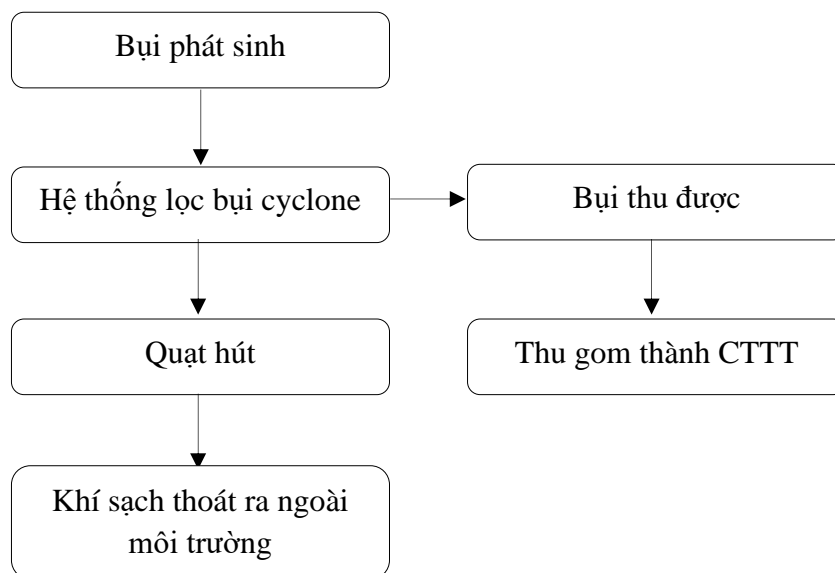 Bụi phát sinh
Hệ thống lọc bụi cyclone
Bụi thu được
Quạt hút
Thu gom thành CTTT
Khí sạch thoát ra ngoài
môi trường